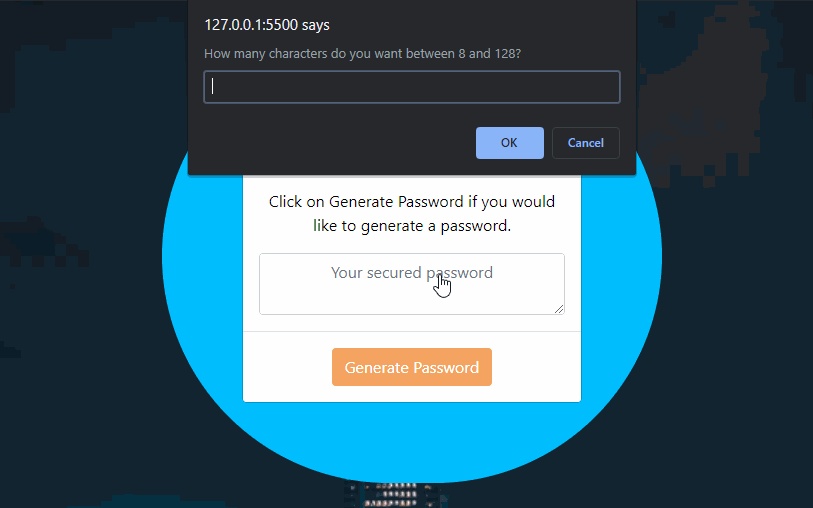 127.0.0.1:5500 says
How many characters do you want between 8 and 128?
OK
Cancel
Click on Generate Password if you would
like to generate a password.
Your secured password
Generate Password